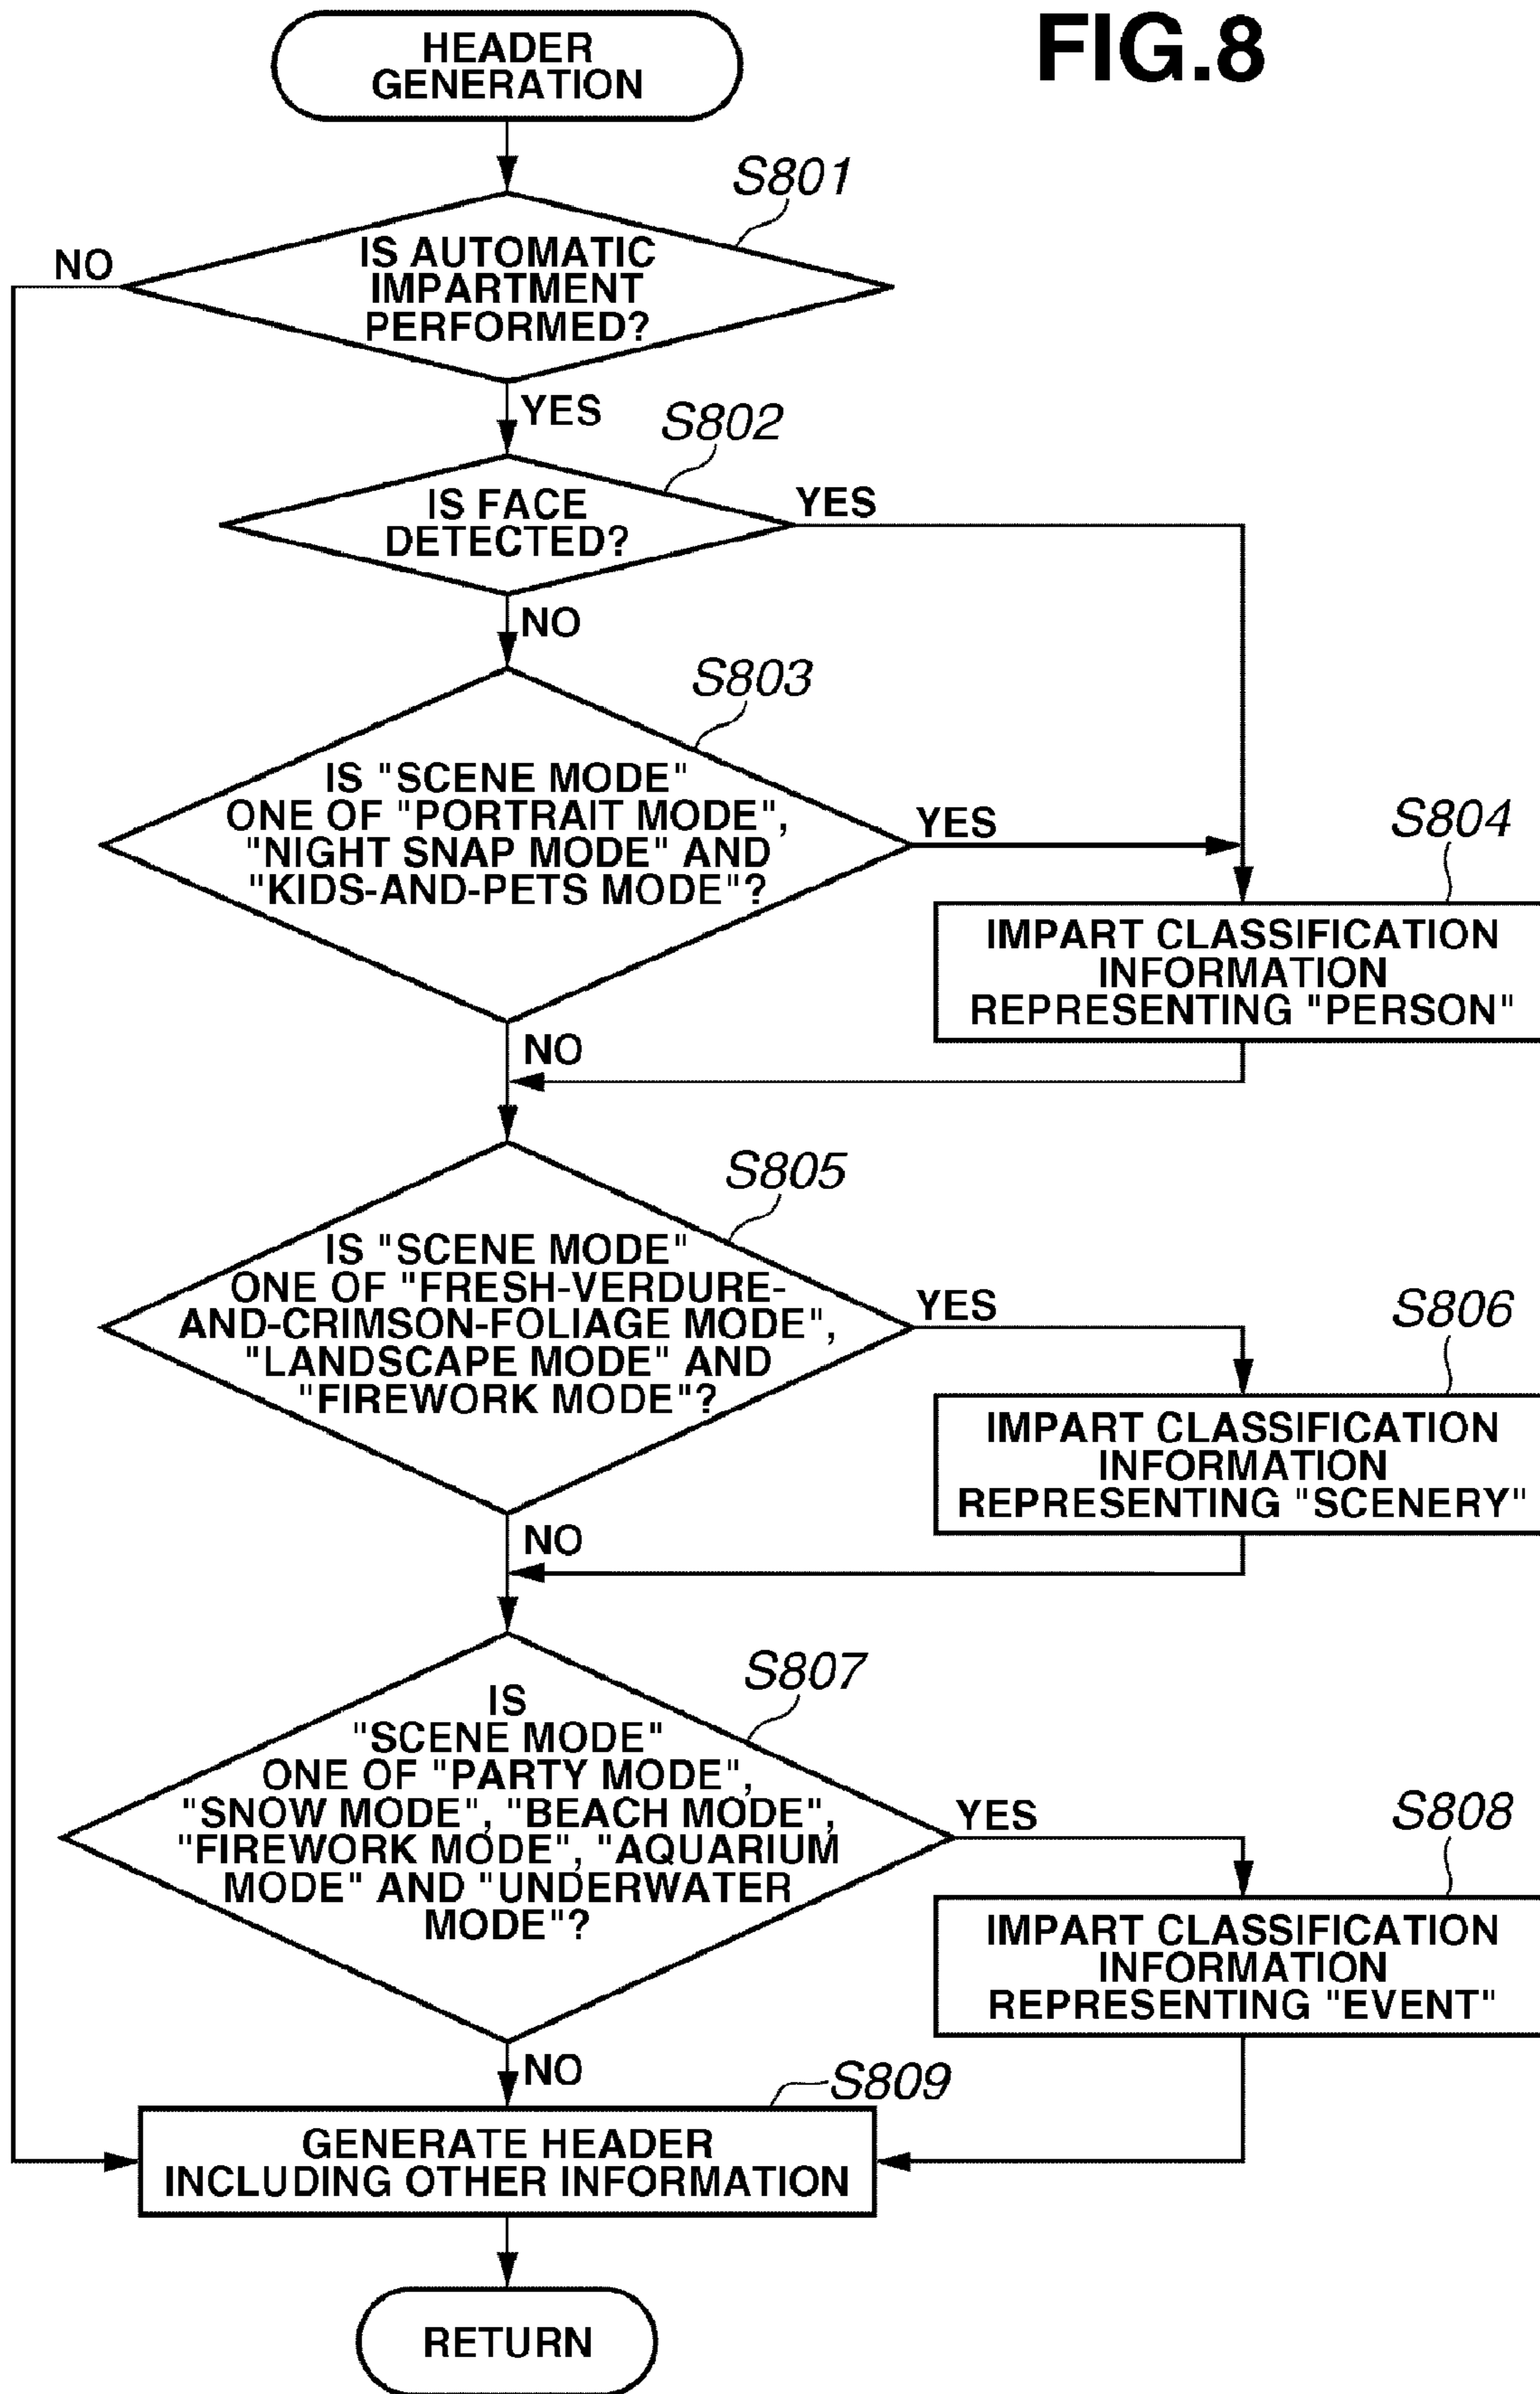 FIG.8
HEADER
GENERATION
S801
IS AUTOMATIC
IMPARTMENT
PERFORMED?
NO
YES
S802
IS FACE
DETECTED?
YES
NO
S803
IS "SCENE MODE"
ONE OF "PORTRAIT MODE",
"NIGHT SNAP MODE" AND
"KIDS-AND-PETS MODE"?
YES
S804
IMPART CLASSIFICATION
INFORMATION
REPRESENTING "PERSON"
NO
S805
IS "SCENE MODE"
ONE OF "FRESH-VERDURE-
AND-CRIMSON-FOLIAGE MODE",
"LANDSCAPE MODE" AND
"FIREWORK MODE"?
YES
S806
IMPART CLASSIFICATION
INFORMATION
REPRESENTING "SCENERY"
NO
S807
IS
"SCENE MODE"
ONE OF "PARTY MODE",
"SNOW MODE", "BEACH MODE",
"FIREWORK MODE", "AQUARIUM
MODE" AND "UNDERWATER
MODE"?
YES
S808
IMPART CLASSIFICATION
INFORMATION
REPRESENTING "EVENT"
NO
S809
GENERATE HEADER
INCLUDING OTHER INFORMATION
RETURN